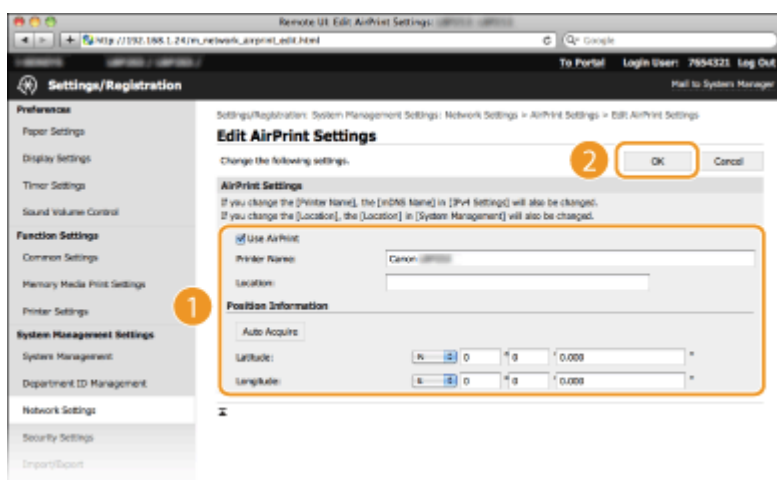 Remote UI: Edit AirPrint Settings:
http://192.168.1.24/m_network_airprint_edit.html
Google
To Portal Login User: 7654321 Log Out
Settings/Registration
Mail to System Manager
Preferences
Paper Settings
Display Settings
Timer Settings
Sound Volume Control
Function Settings
Common Settings
Memory Media Print Settings
Printer Settings
System Management Settings
System Management
Department ID Management
Network Settings
Security Settings
Import/Export
Settings/Registration: System Management Settings: Network Settings > AirPrint Settings > Edit AirPrint Settings
Edit AirPrint Settings
Change the following settings.
2
OK
Cancel
AirPrint Settings
If you change the [Printer Name], the [mDNS Name] in [IPv4 Settings] will also be changed.
If you change the [Location], the [Location] in [System Management] will also be changed.
1
Use AirPrint
Printer Name: Canon
Location:
Position Information
Auto Acquire
Latitude: N 0 ° 0 ' 0.000 "
Longitude: E 0 ° 0 ' 0.000 "